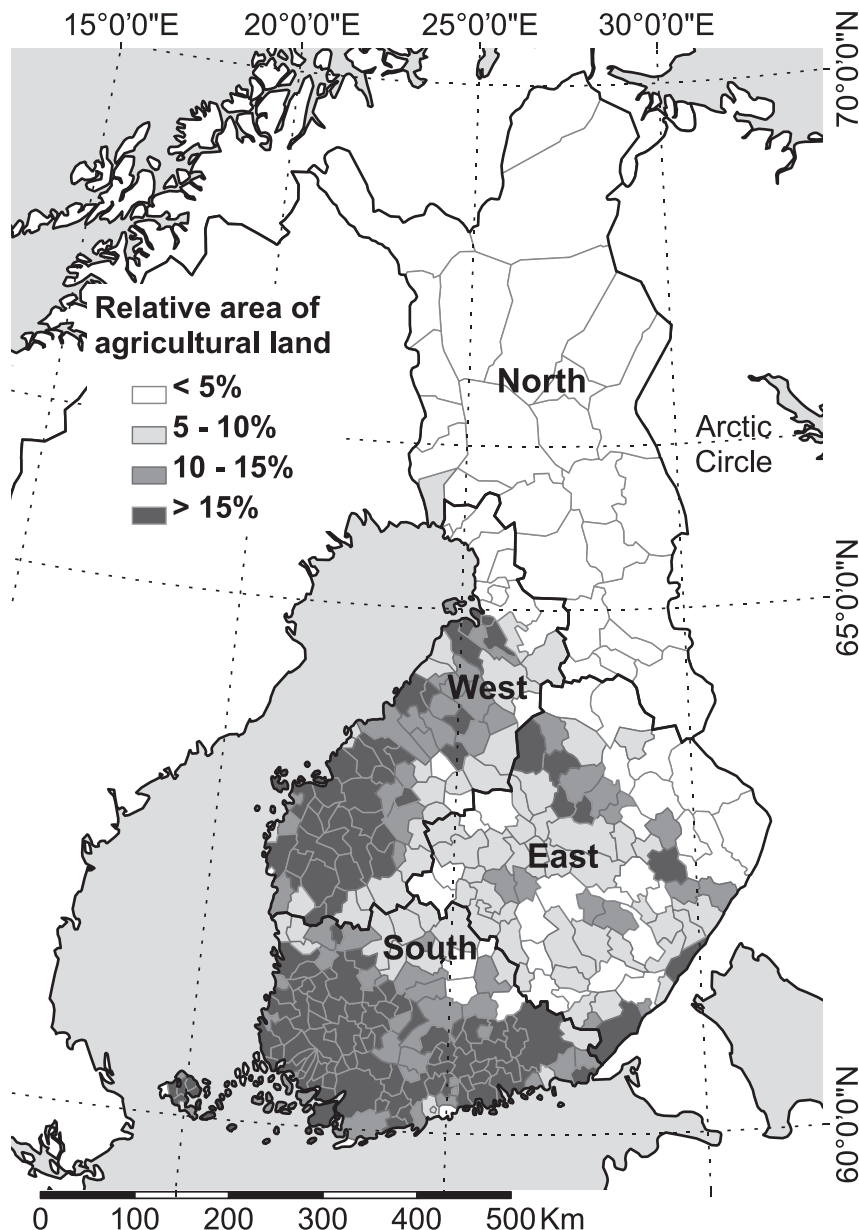 15°0'0"E 20°0'0"E 25°0'0"E 30°0'0"E
70°0'0"N
Relative area of
agricultural land
< 5%
5 - 10%
10 - 15%
> 15%
North
Arctic
Circle
65°0'0"N
West
East
South
60°0'0"N
0 100 200 300 400 500 Km